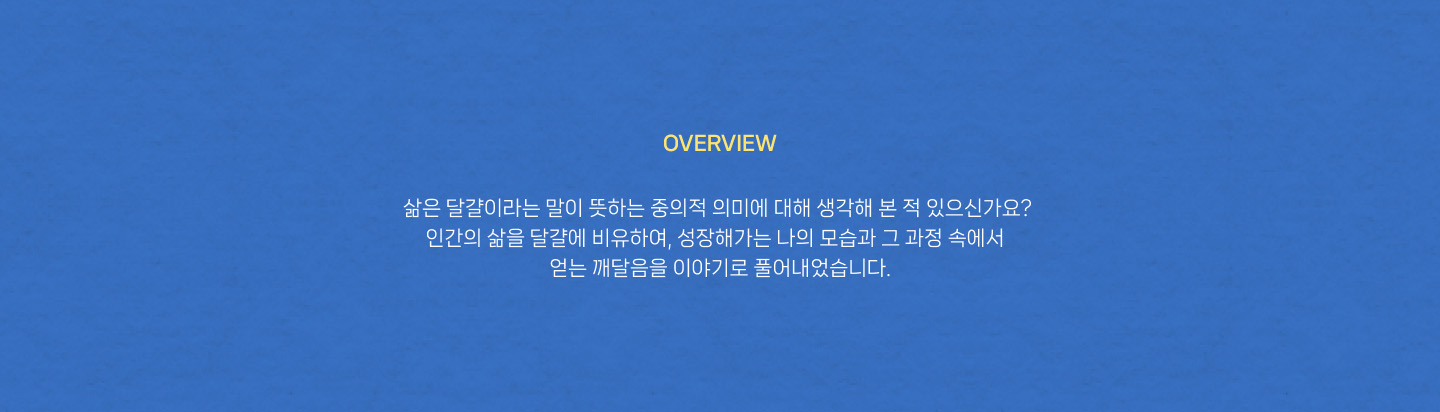 OVERVIEW
삶은 달걀이라는 말이 뜻하는 중의적 의미에 대해 생각해 본 적 있으신가요?
인간의 삶을 달걀에 비유하여, 성장해가는 나의 모습과 그 과정 속에서
얻는 깨달음을 이야기로 풀어내었습니다.